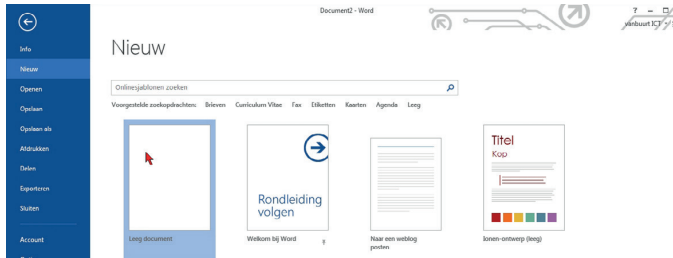 Document2 - Word
? – 
vanbuurt ICT
Info
Nieuw
Nieuw
Openen
Opslaan
Opslaan als
Afdrukken
Delen
Exporteren
Sluiten
Account
Onlinesjablonen zoeken
Voorgestelde zoekopdrachten: Brieven Curriculum Vitae Fax Etiketten Kaarten Agenda Leeg
Rondleiding
volgen
Titel
Kop
Leeg document
Welkom bij Word
Naar een weblog
posten
Ionen-ontwerp (leeg)